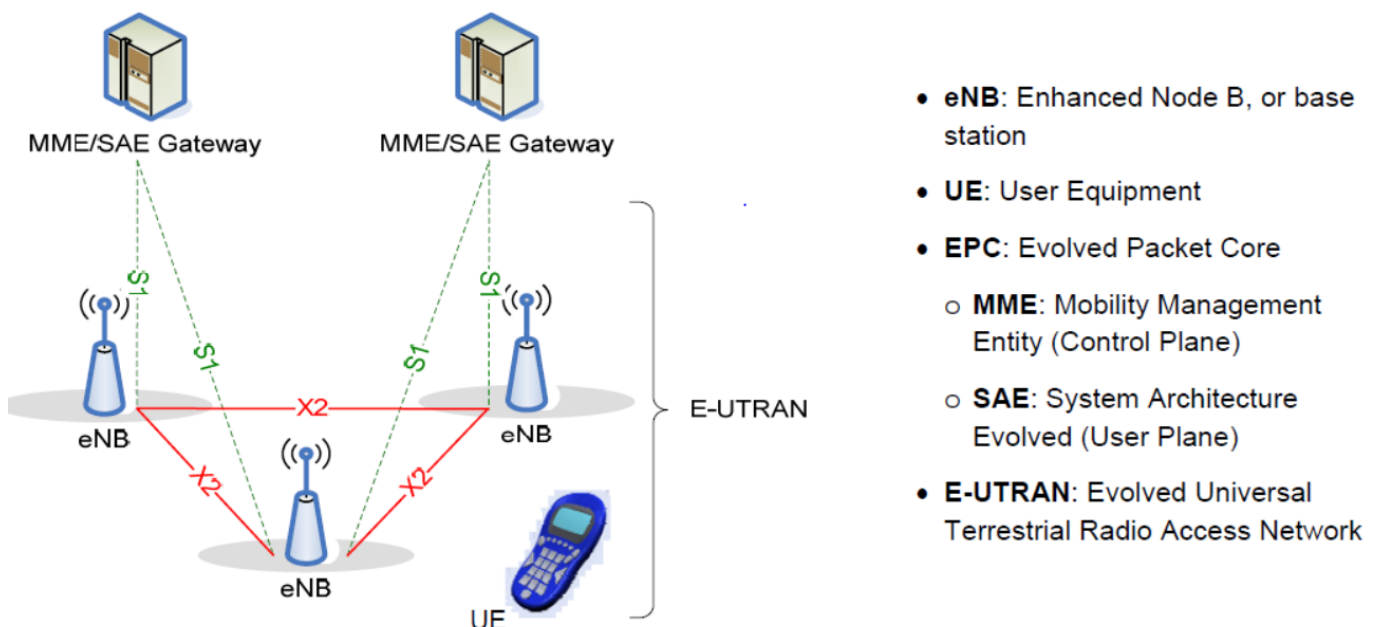 MME/SAE Gateway
MME/SAE Gateway
S1
S1
S1
S1
X2
X2
X2
eNB
eNB
eNB
UE
E-UTRAN
• eNB: Enhanced Node B, or base
station
• UE: User Equipment
• EPC: Evolved Packet Core
o MME: Mobility Management
Entity (Control Plane)
o SAE: System Architecture
Evolved (User Plane)
• E-UTRAN: Evolved Universal
Terrestrial Radio Access Network